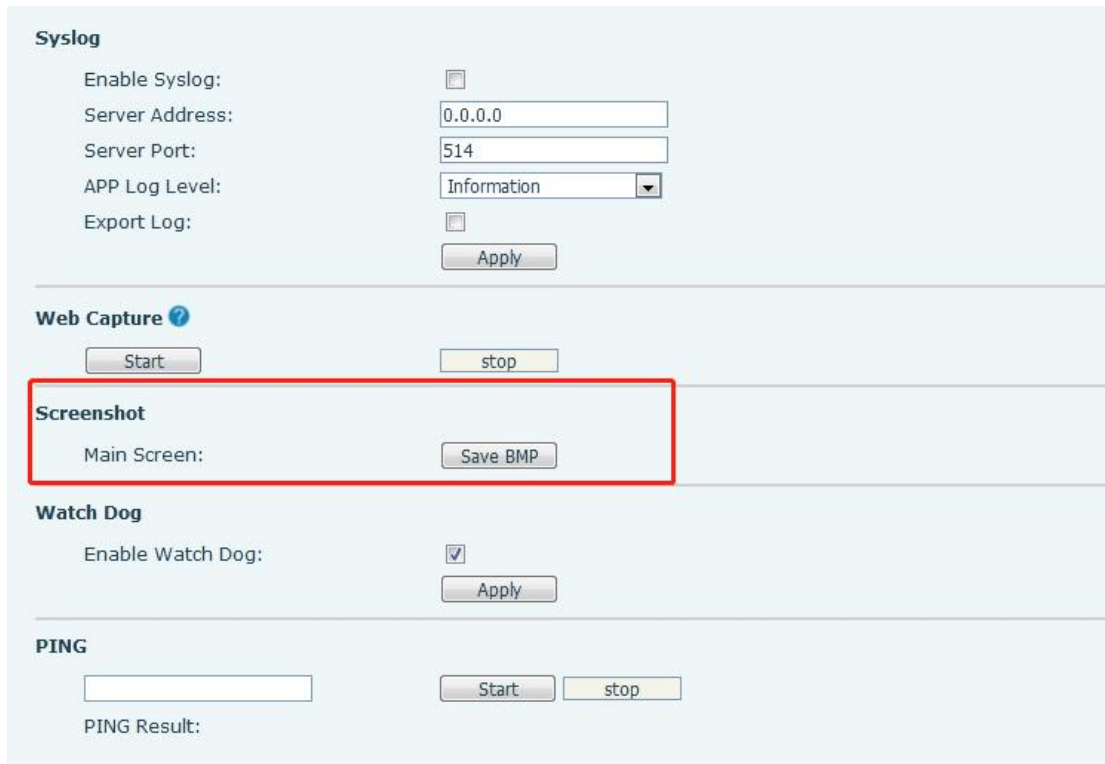 Syslog
Enable Syslog:
Server Address: 0.0.0.0
Server Port: 514
APP Log Level: Information
Export Log:
Apply
Web Capture ?
Start stop
Screenshot
Main Screen: Save BMP
Watch Dog
Enable Watch Dog:
Apply
PING
Start stop
PING Result: